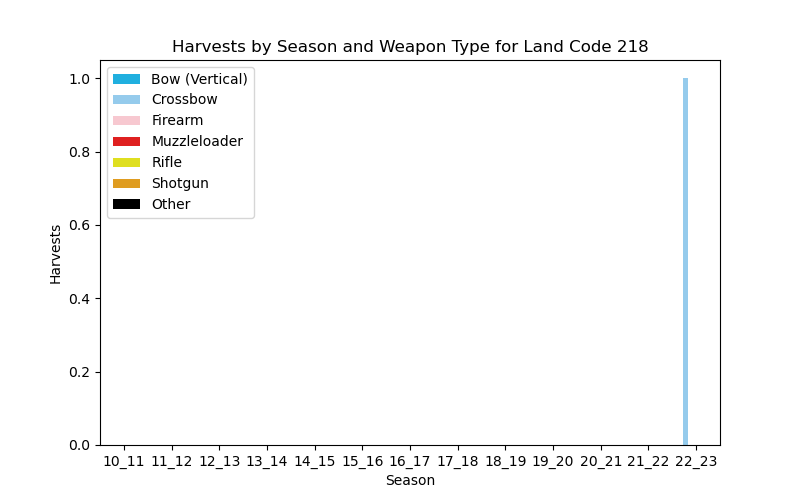 Harvests by Season and Weapon Type for Land Code 218
Bow (Vertical)
Crossbow
Firearm
Muzzleloader
Rifle
Shotgun
Other
Harvests
1.0
0.8
0.6
0.4
0.2
0.0
10_11 11_12 12_13 13_14 14_15 15_16 16_17 17_18 18_19 19_20 20_21 21_22 22_23
Season